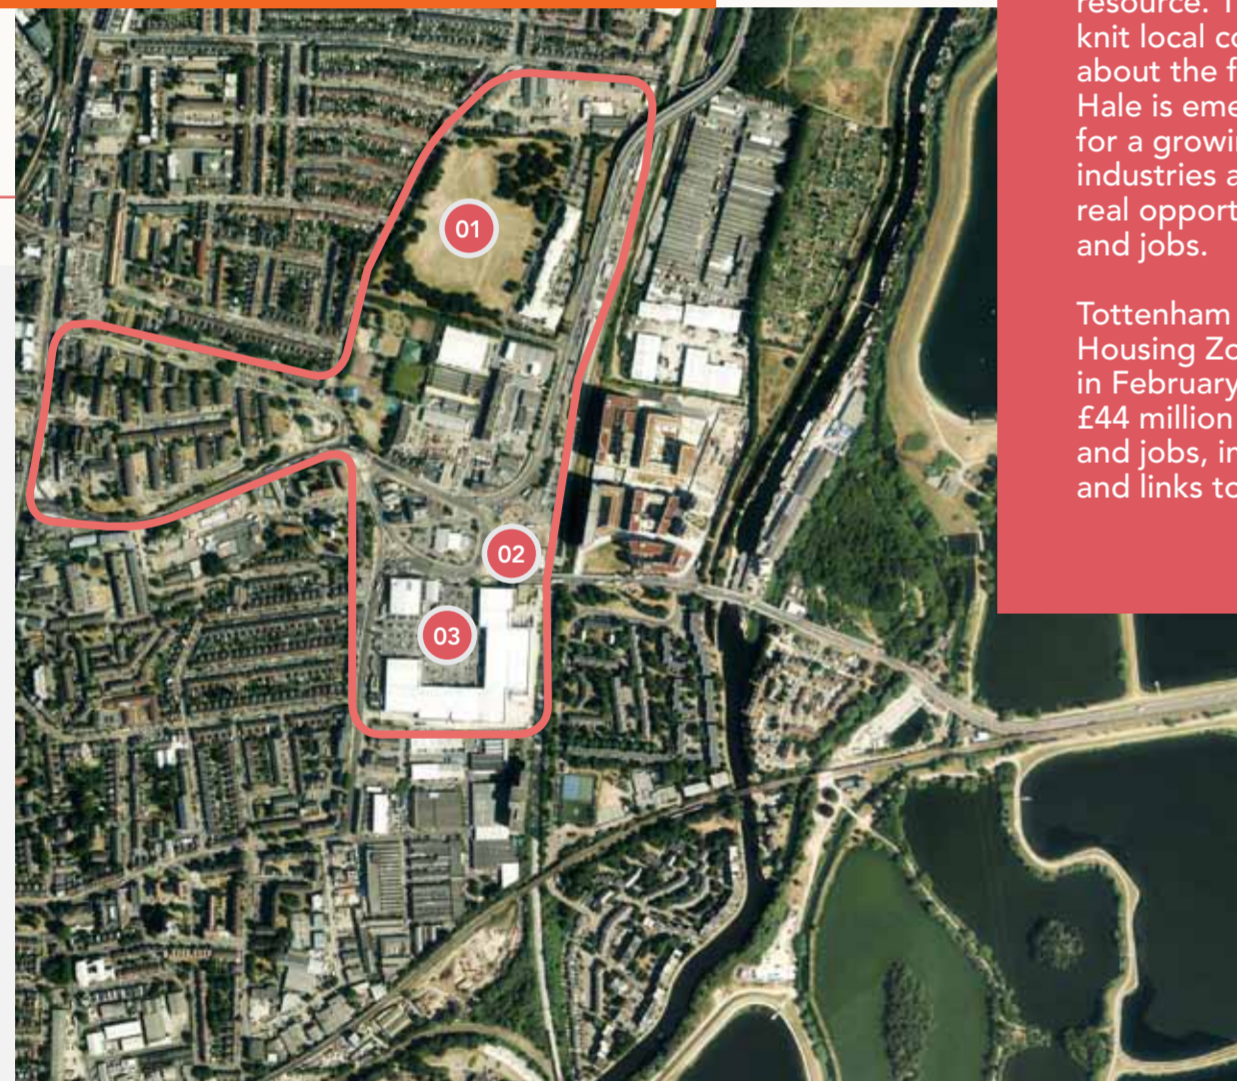 resource. T
knit local co
about the f
Hale is eme
for a growi
industries a
real opport
and jobs.
Tottenham
Housing Zo
in February
£44 million
and jobs, in
and links to
01
02
03